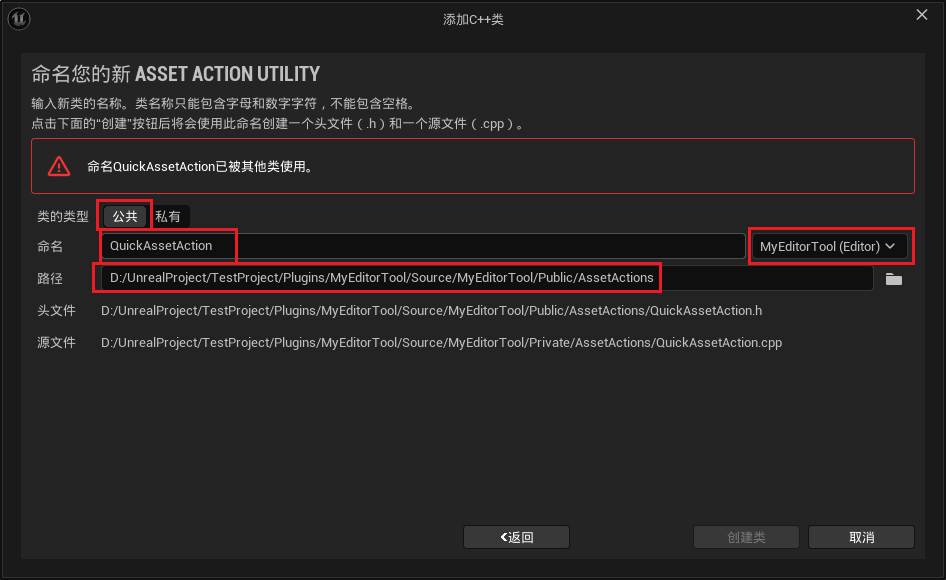 添加C++类
命名您的新 ASSET ACTION UTILITY
输入新类的名称。类名称只能包含字母和数字字符，不能包含空格。
点击下面的“创建”按钮后将会使用此命名创建一个头文件（.h）和一个源文件（.cpp）。
命名QuickAssetAction已被其他类使用。
类的类型 公共 私有
命名 QuickAssetAction MyEditorTool (Editor)
路径 D:/UnrealProject/TestProject/Plugins/MyEditorTool/Source/MyEditorTool/Public/AssetActions
头文件 D:/UnrealProject/TestProject/Plugins/MyEditorTool/Source/MyEditorTool/Public/AssetActions/QuickAssetAction.h
源文件 D:/UnrealProject/TestProject/Plugins/MyEditorTool/Source/MyEditorTool/Private/AssetActions/QuickAssetAction.cpp
返回 创建类 取消